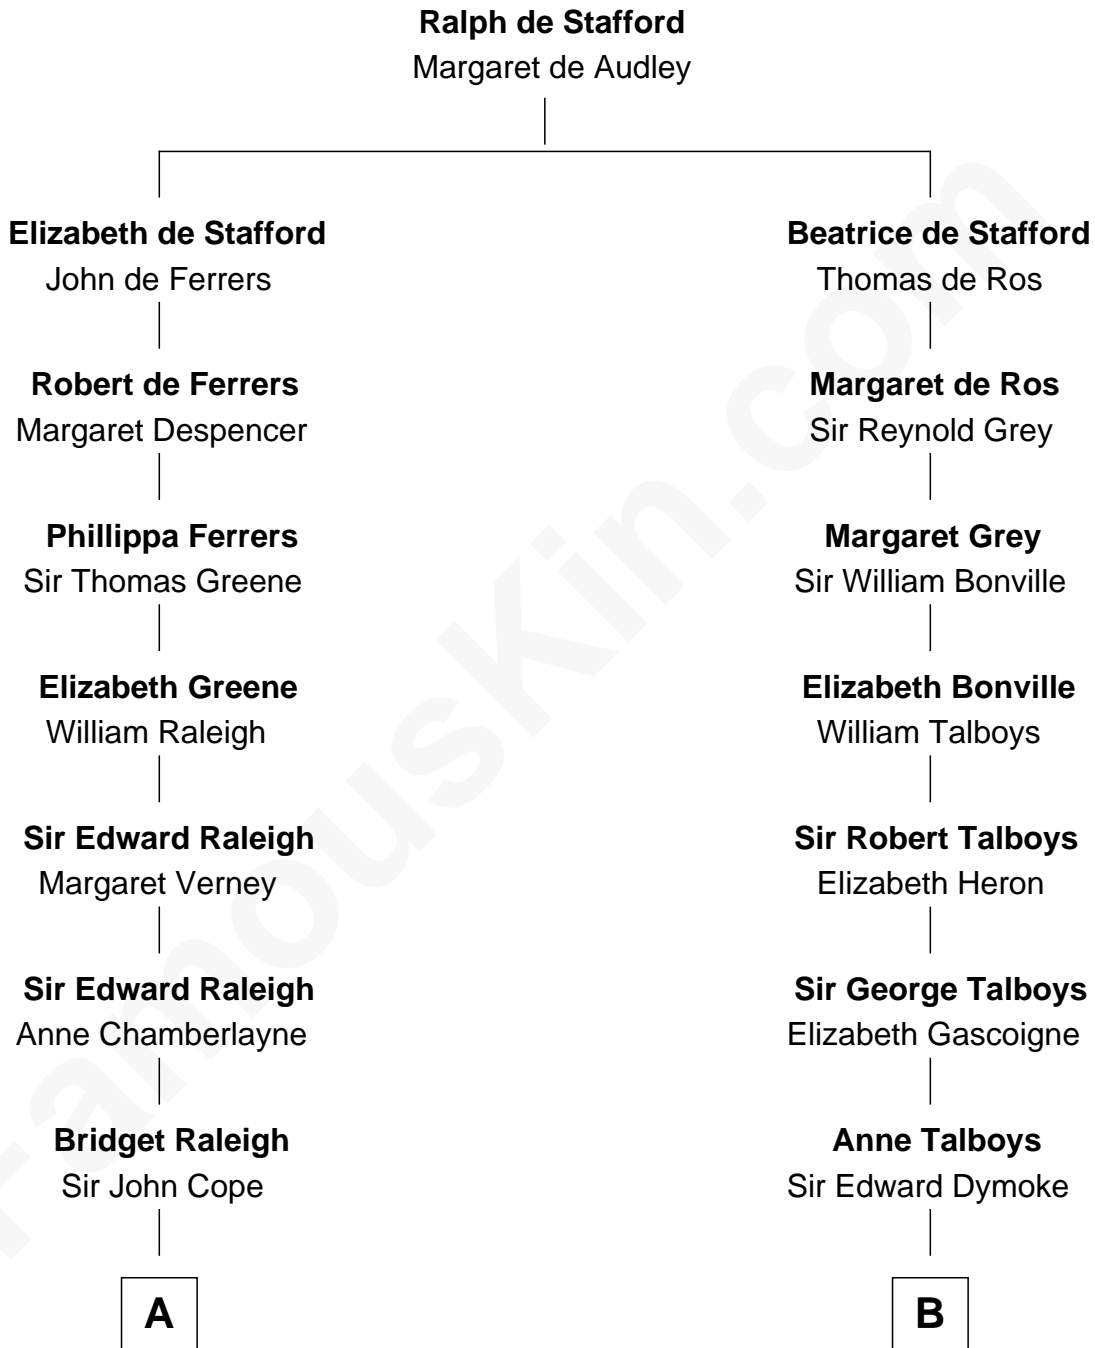 Ralph de Stafford
Margaret de Audley
Elizabeth de Stafford
John de Ferrers
Beatrice de Stafford
Thomas de Ros
Robert de Ferrers
Margaret Despencer
Margaret de Ros
Sir Reynold Grey
Phillippa Ferrers
Sir Thomas Greene
Margaret Grey
Sir William Bonville
Elizabeth Greene
William Raleigh
Elizabeth Bonville
William Talboys
Sir Edward Raleigh
Margaret Verney
Sir Robert Talboys
Elizabeth Heron
Sir Edward Raleigh
Anne Chamberlayne
Sir George Talboys
Elizabeth Gascoigne
Bridget Raleigh
Sir John Cope
Anne Talboys
Sir Edward Dymoke
A
B
FamousKin.com